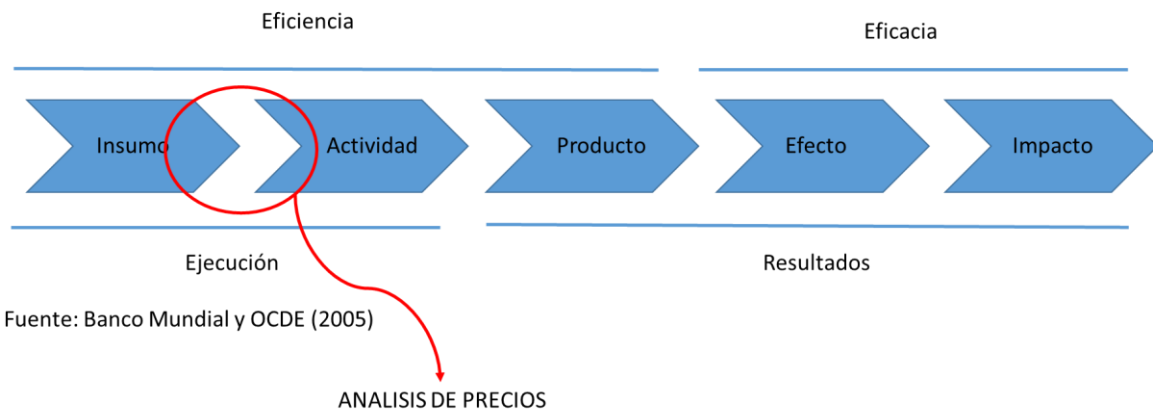 Eficiencia
Eficacia
Insumo
Actividad
Producto
Efecto
Impacto
Ejecución
Resultados
Fuente: Banco Mundial y OCDE (2005)
ANALISIS DE PRECIOS